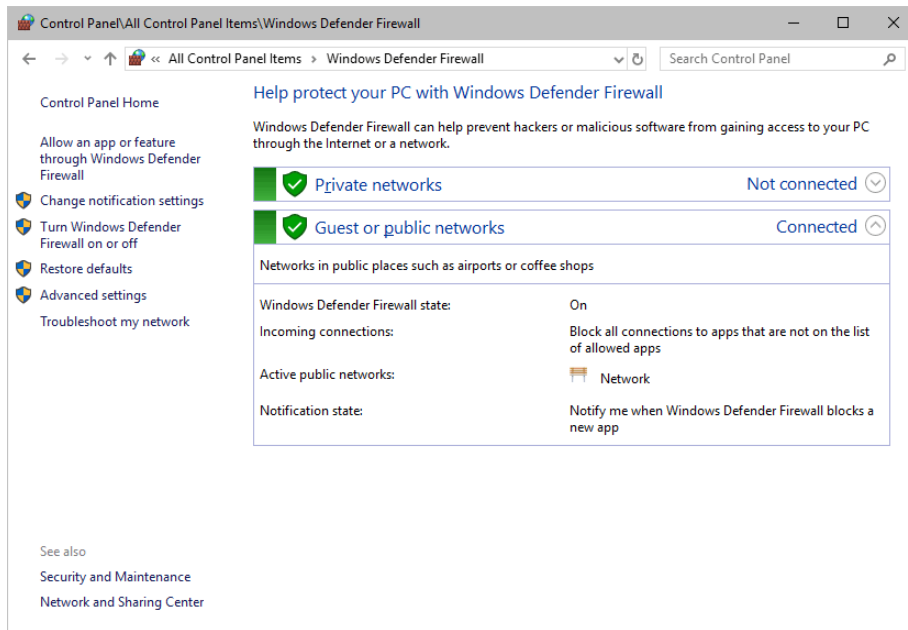 Control Panel\All Control Panel Items\Windows Defender Firewall
« All Control Panel Items > Windows Defender Firewall
Search Control Panel
Control Panel Home
Allow an app or feature
through Windows Defender
Firewall
Change notification settings
Turn Windows Defender
Firewall on or off
Restore defaults
Advanced settings
Troubleshoot my network
See also
Security and Maintenance
Network and Sharing Center
Help protect your PC with Windows Defender Firewall
Windows Defender Firewall can help prevent hackers or malicious software from gaining access to your PC
through the Internet or a network.
Private networks
Not connected
Guest or public networks
Connected
Networks in public places such as airports or coffee shops
Windows Defender Firewall state:
On
Incoming connections:
Block all connections to apps that are not on the list
of allowed apps
Active public networks:
Network
Notification state:
Notify me when Windows Defender Firewall blocks a
new app